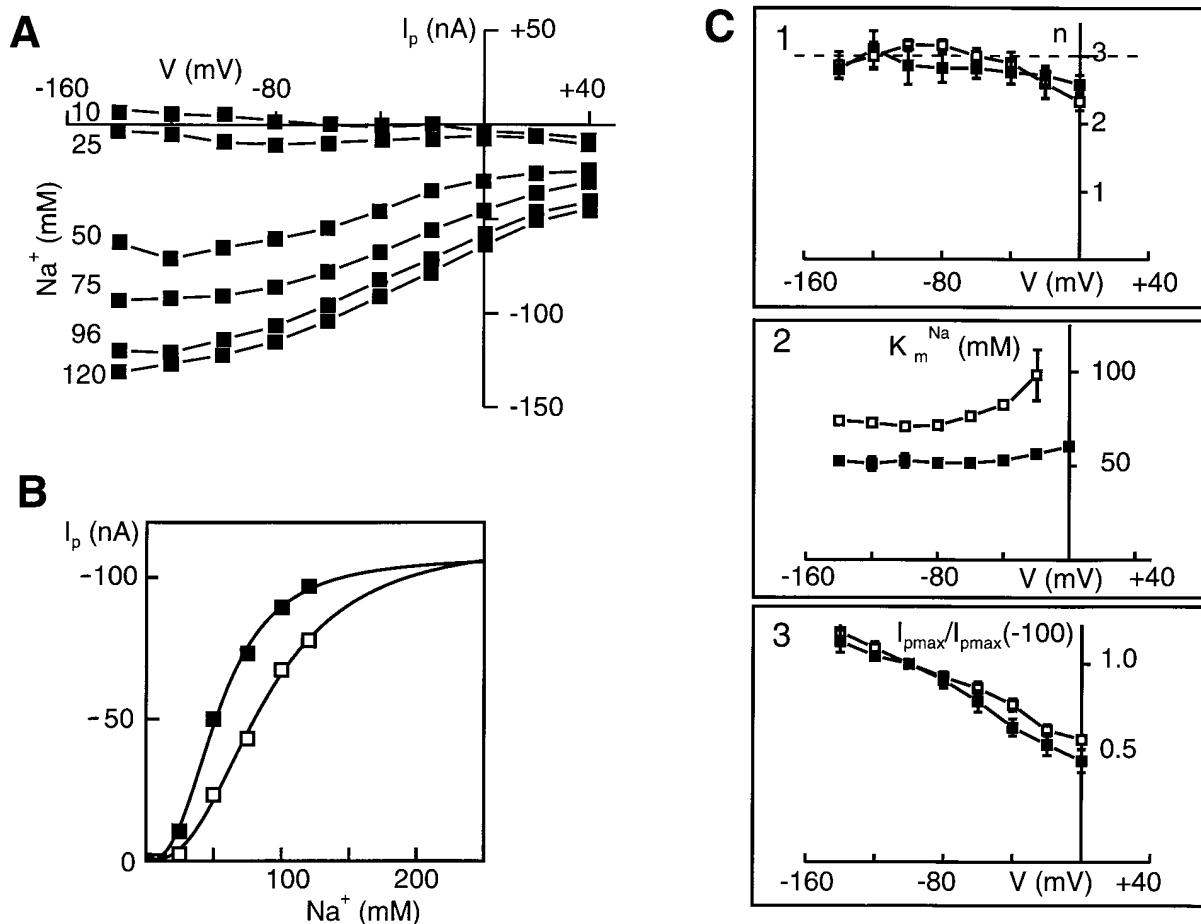 A
I_p (nA)
+50
V (mV)
-160
-80
+40
10
25
50
75
96
120
Na⁺ (mM)
-100
-150
B
I_p (nA)
-100
-50
0
100
200
Na⁺ (mM)
C
1
n
3
2
1
-160
-80
V (mV)
+40
2
K_m^Na (mM)
100
50
-160
-80
V (mV)
+40
3
I_pmax/I_pmax(-100)
1.0
0.5
-160
-80
V (mV)
+40